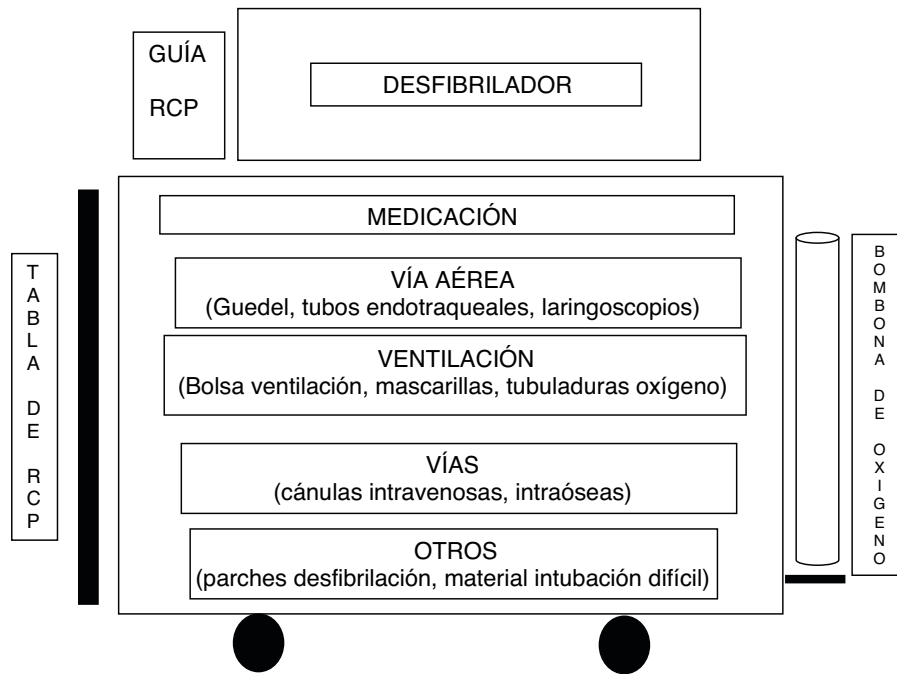 GUÍA
RCP
DESFIBRILADOR
MEDICACIÓN
VÍA AÉREA
(Guedel, tubos endotraqueales, laringoscopios)
VENTILACIÓN
(Bolsa ventilación, mascarillas, tubuladuras oxígeno)
VÍAS
(cánulas intravenosas, intraóseas)
OTROS
(parches desfibrilación, material intubación difícil)
TABLA DE RCP
BOMBONA DE OXIGENO